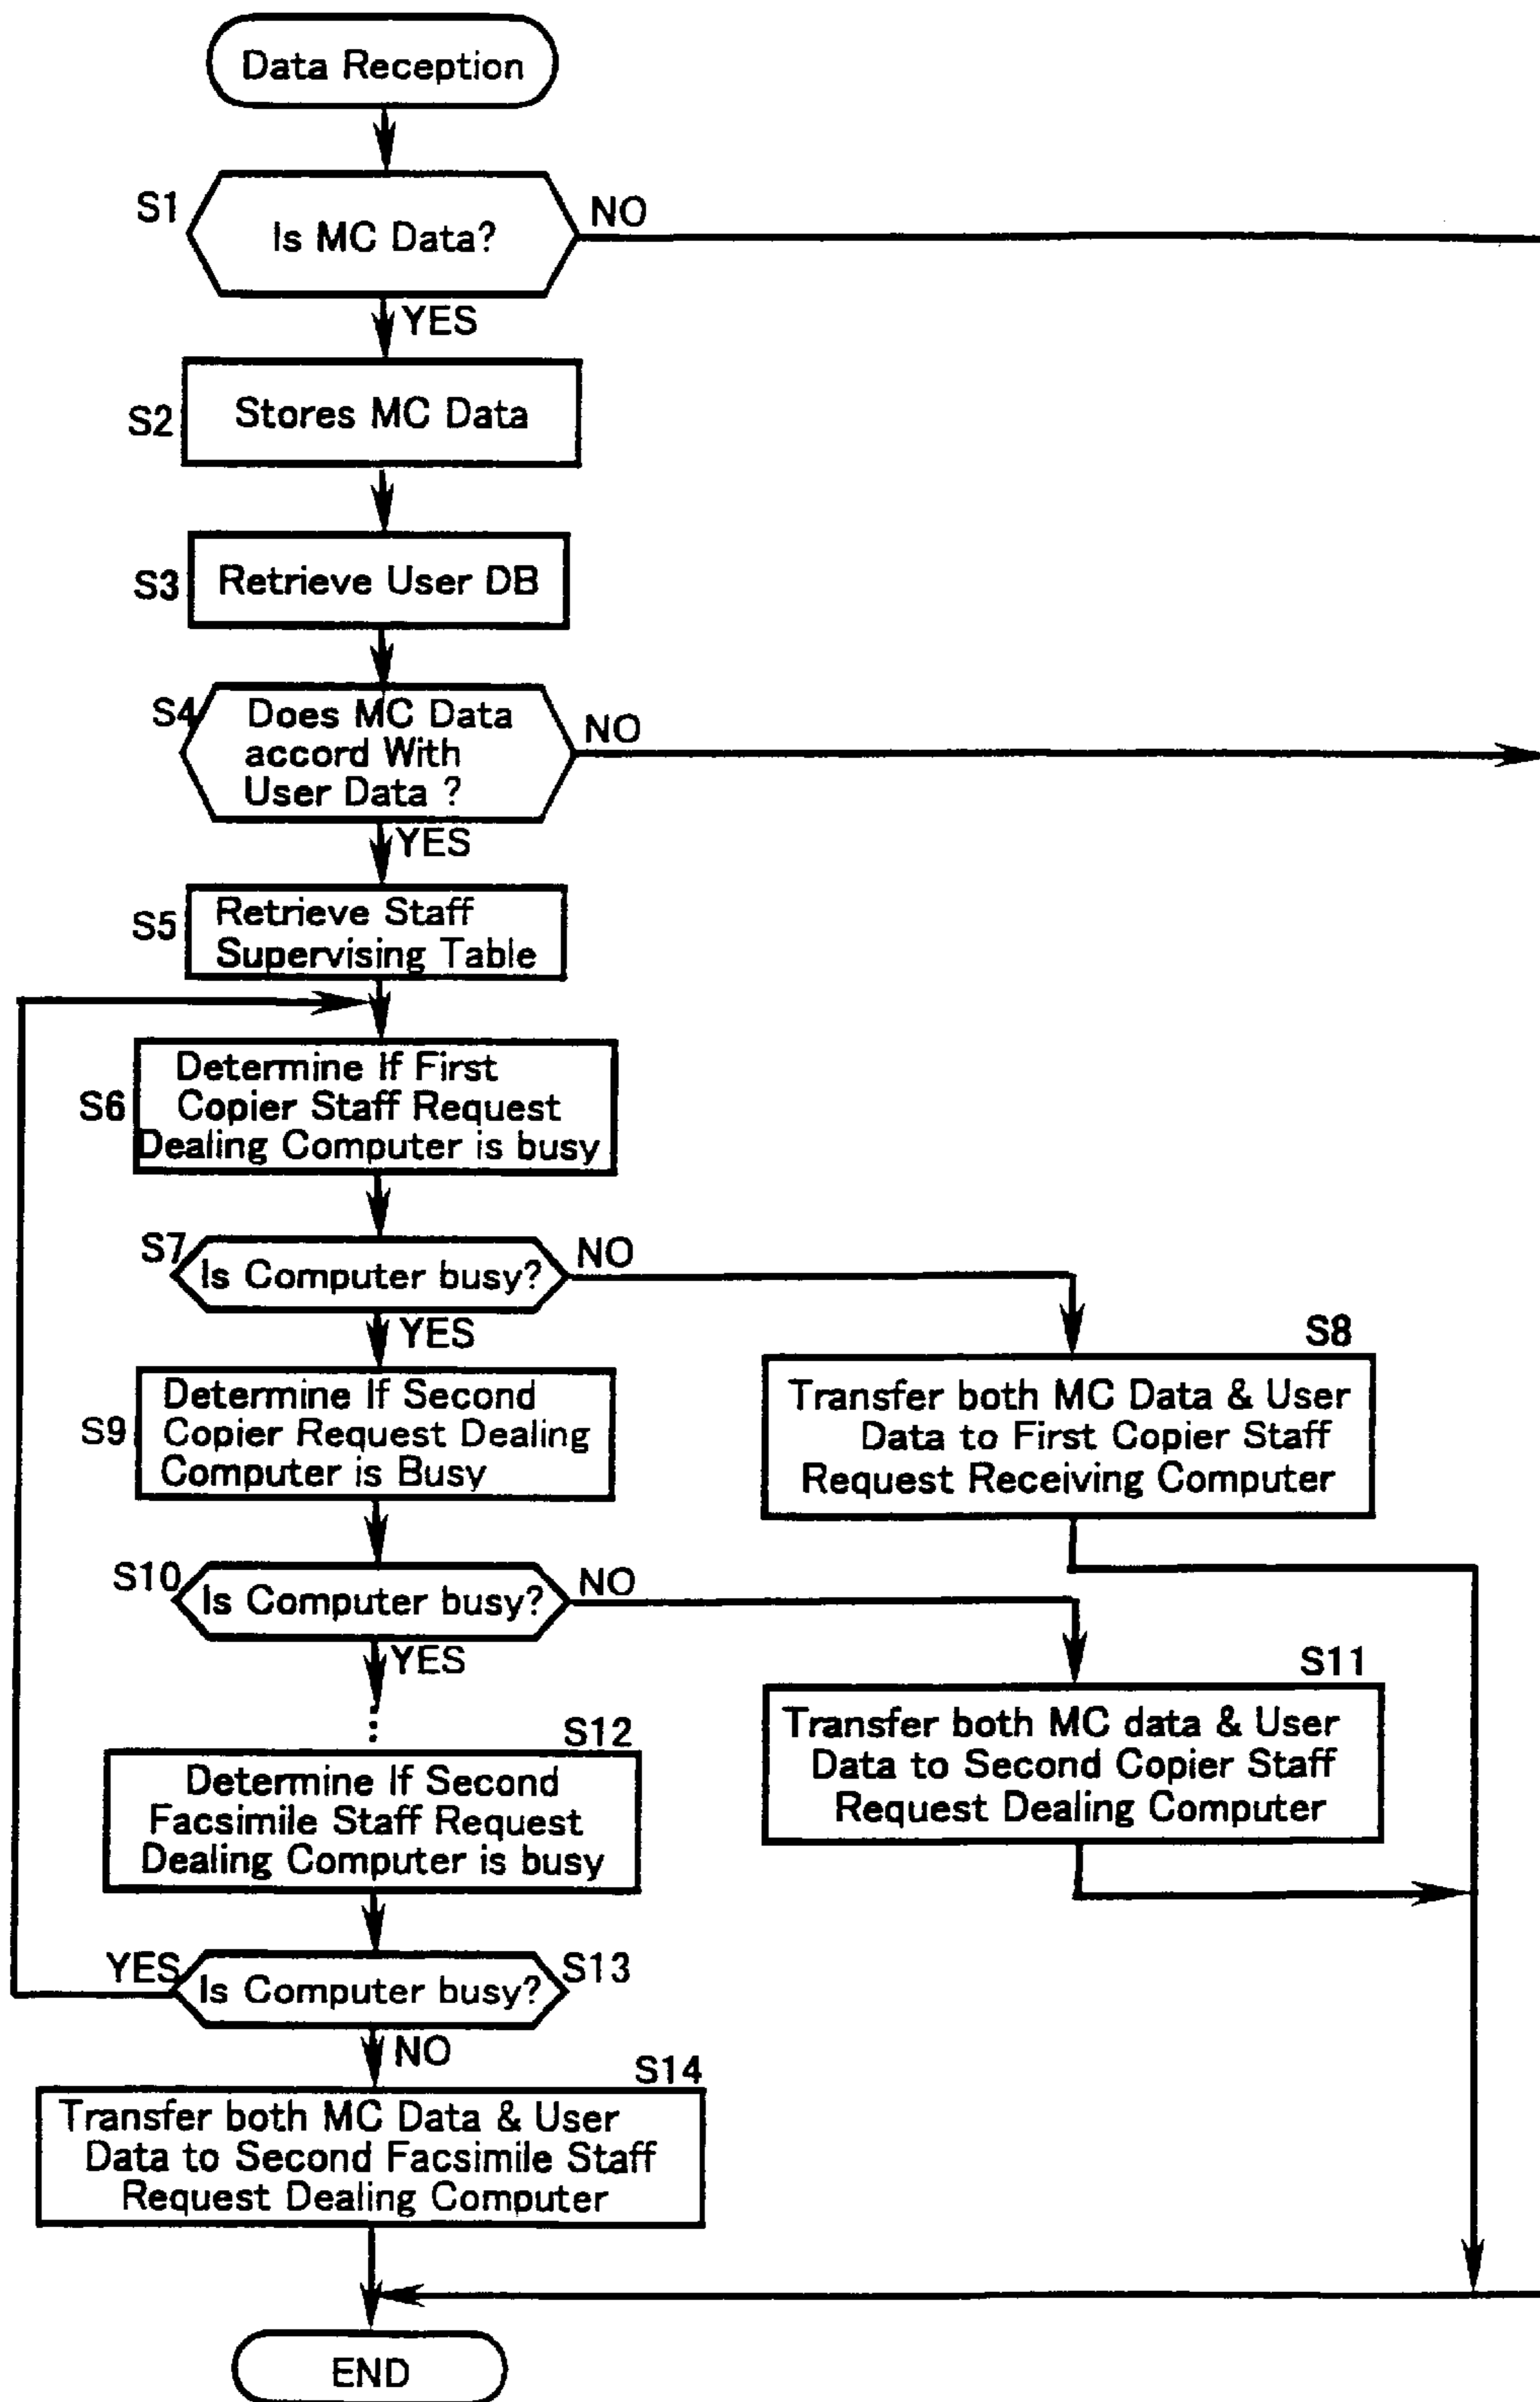 Data Reception
S1
Is MC Data?
NO
YES
S2
Stores MC Data
S3
Retrieve User DB
S4
Does MC Data
accord With
User Data ?
NO
YES
S5
Retrieve Staff
Supervising Table
S6
Determine If First
Copier Staff Request
Dealing Computer is busy
S7
Is Computer busy?
NO
YES
S8
Transfer both MC Data & User
Data to First Copier Staff
Request Receiving Computer
S9
Determine If Second
Copier Request Dealing
Computer is Busy
S10
Is Computer busy?
NO
YES
S11
Transfer both MC data & User
Data to Second Copier Staff
Request Dealing Computer
S12
Determine If Second
Facsimile Staff Request
Dealing Computer is busy
YES
Is Computer busy?
S13
NO
S14
Transfer both MC Data & User
Data to Second Facsimile Staff
Request Dealing Computer
END